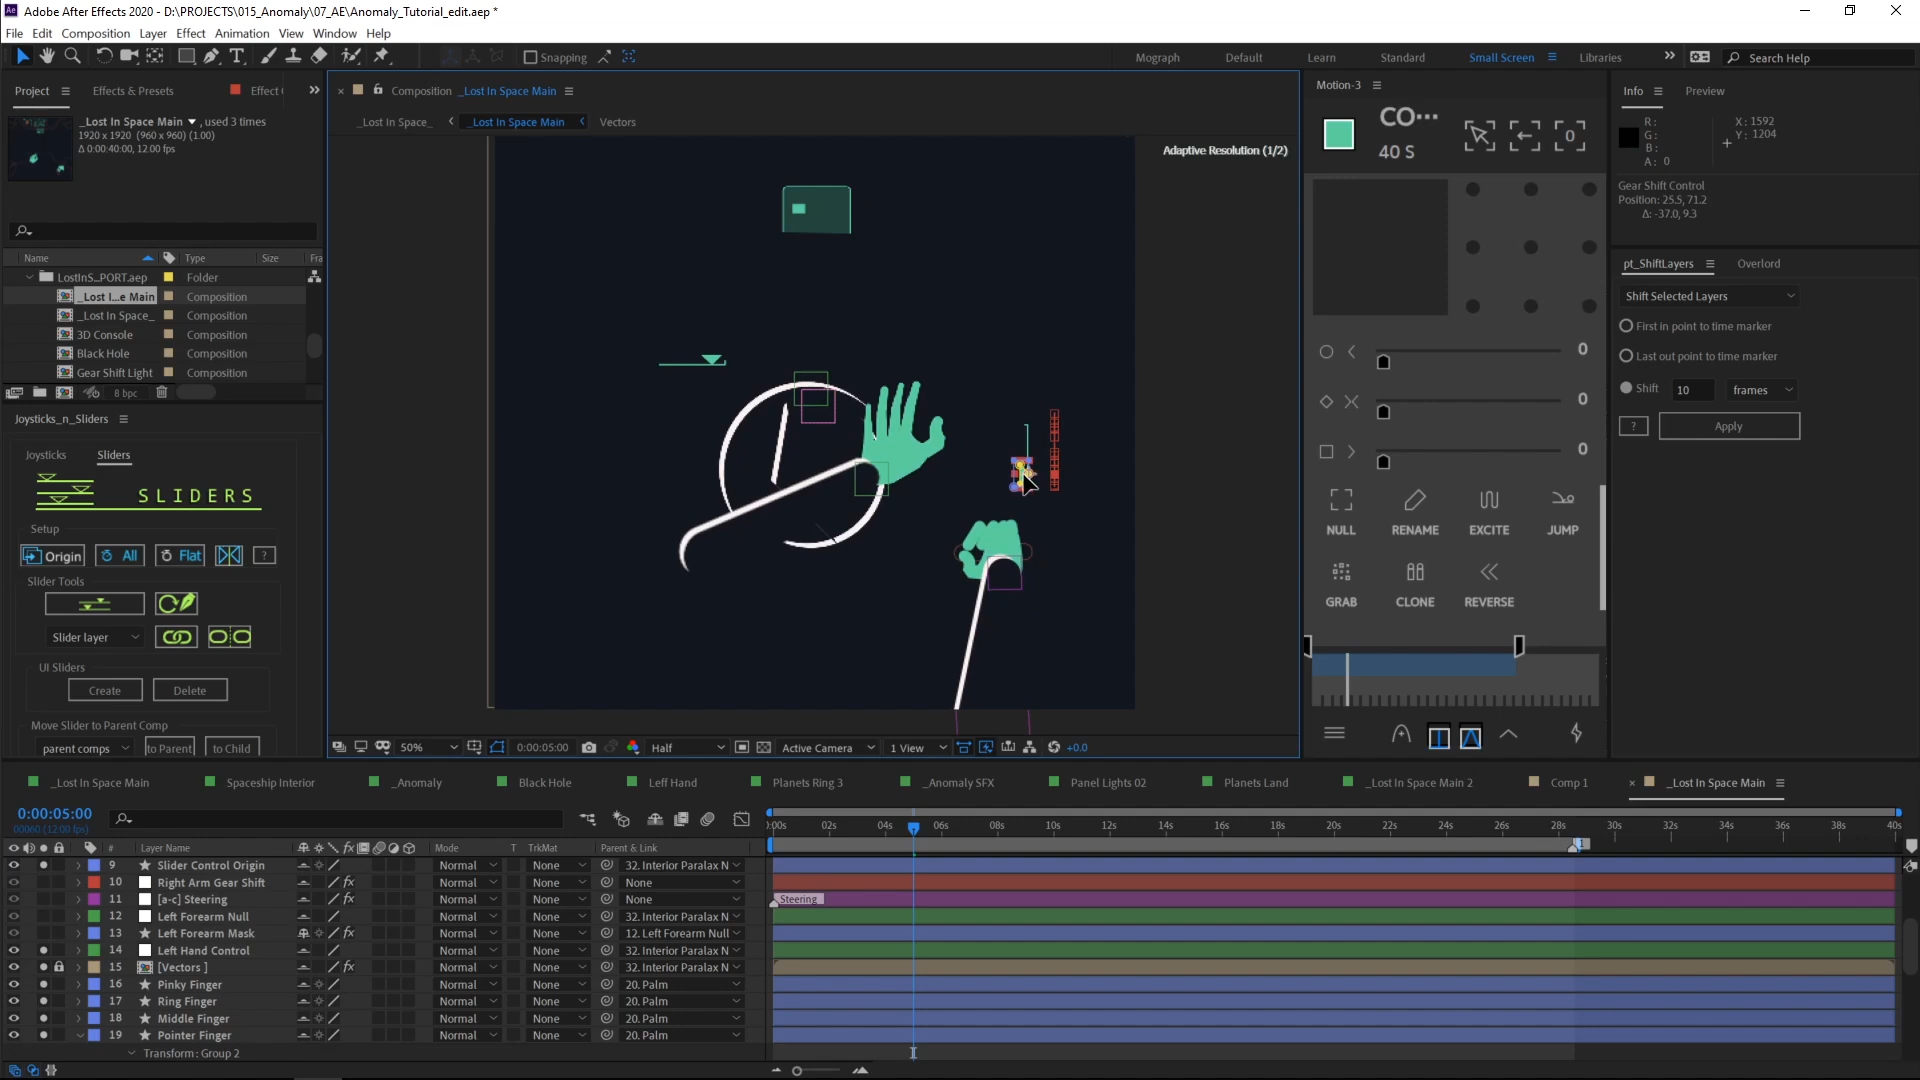 Adobe After Effects 2020 - D:\PROJECTS\015_Anomaly\07_AE\Anomaly_Tutorial_edit.aep *
File Edit Composition Layer Effect Animation View Window Help
Snapping
Mograph Default Learn Standard Small Screen Libraries Search Help
Project Effects & Presets Effect
Composition _Lost In Space Main
_Lost In Space_ _Lost In Space Main Vectors
_Lost In Space Main , used 3 times
1920 x 1920 (960 x 960) (1.00)
Δ 0:00:40:00, 12.00 fps
Adaptive Resolution (1/2)
Name Type Size Fra
LostInS...PORT.aep Folder
_Lost I...e Main Composition
_Lost In Space_ Composition
3D Console Composition
Black Hole Composition
Gear Shift Light Composition
8 bpc
Joysticks_n_Sliders
Joysticks Sliders
SLIDERS
Setup
Origin All Flat ?
Slider Tools
Slider layer
UI Sliders
Create Delete
Move Slider to Parent Comp
parent comps to Parent to Child
50% 0:00:05:00 Half Active Camera 1 View +0.0
Motion-3
CO...
40 S
0
0
0
0
NULL RENAME EXCITE JUMP
GRAB CLONE REVERSE
Info Preview
R:
G:
B:
A: 0
X: 1592
Y: 1204
Gear Shift Control
Position: 25.5, 71.2
Δ: -37.0, 9.3
pt_ShiftLayers Overlord
Shift Selected Layers
First in point to time marker
Last out point to time marker
Shift 10 frames
? Apply
_Lost In Space Main Spaceship Interior _Anomaly Black Hole Leff Hand Planets Ring 3 _Anomaly SFX Panel Lights 02 Planets Land _Lost In Space Main 2 Comp 1 _Lost In Space Main
0:00:05:00
00060 (12.00 fps)
:00s 02s 04s 06s 08s 10s 12s 14s 16s 18s 20s 22s 24s 26s 28s 30s 32s 34s 36s 38s 40s
# Layer Name Mode T TrkMat Parent & Link
9 Slider Control Origin Normal None 32. Interior Paralax N
10 Right Arm Gear Shift Normal None None
11 [a-c] Steering Normal None None Steering
12 Left Forearm Null Normal None 32. Interior Paralax N
13 Left Forearm Mask Normal None 12. Left Forearm Null
14 Left Hand Control Normal None 32. Interior Paralax N
15 [Vectors ] Normal None 32. Interior Paralax N
16 Pinky Finger Normal None 20. Palm
17 Ring Finger Normal None 20. Palm
18 Middle Finger Normal None 20. Palm
19 Pointer Finger Normal None 20. Palm
Transform: Group 2